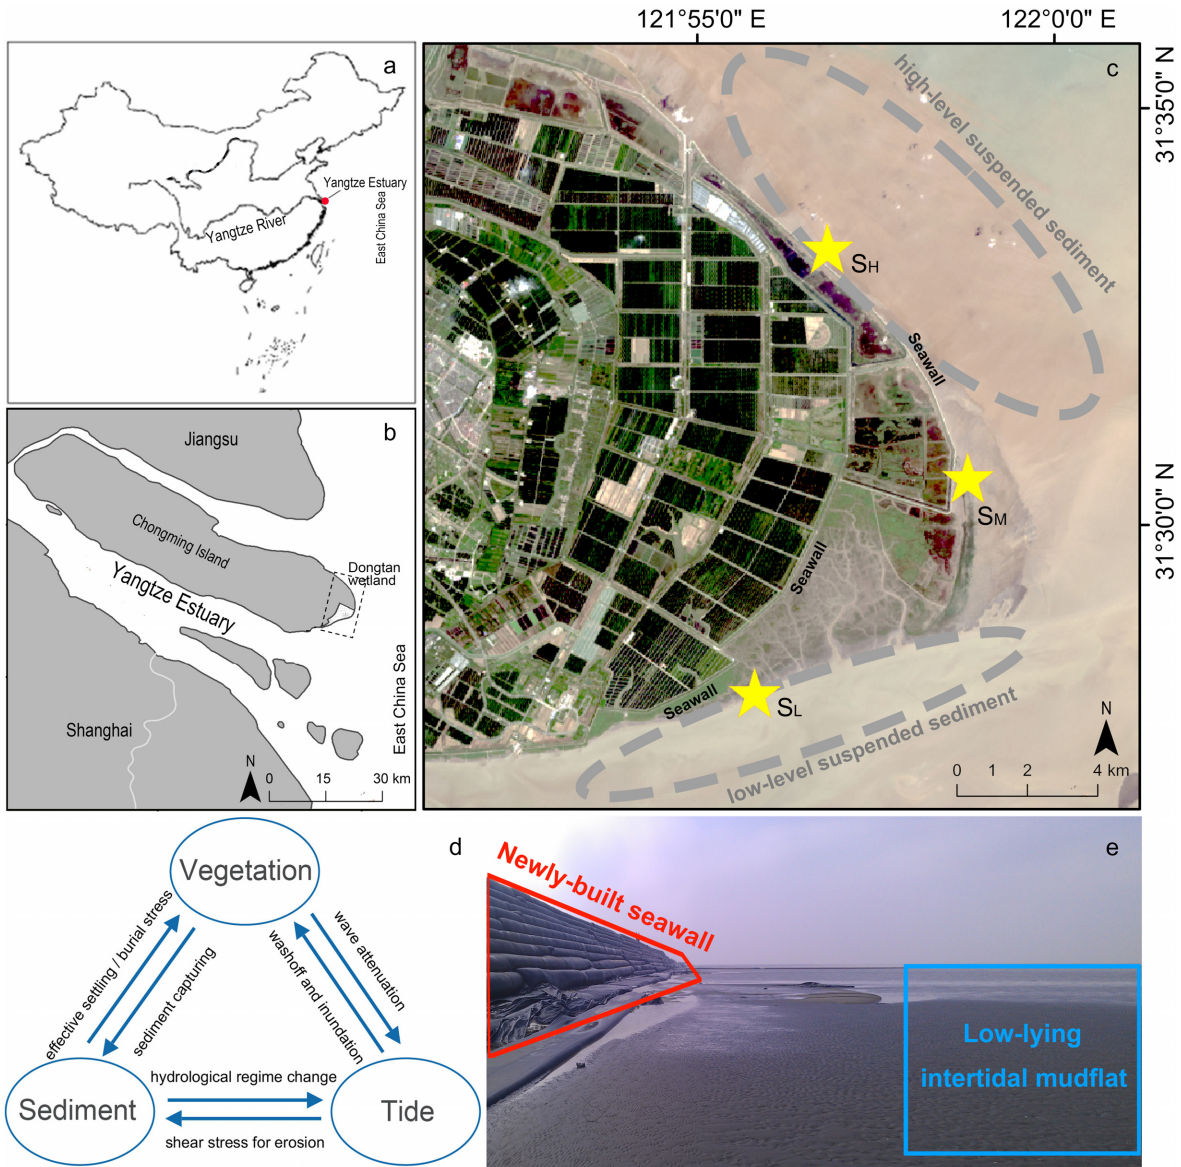 121°55'0" E
122°0'0" E
a
Yangtze Estuary
Yangtze River
East China Sea
b
Jiangsu
Chongming Island
Dongtan
wetland
Yangtze Estuary
East China Sea
Shanghai
N
0 15 30 km
c
high-level suspended sediment
SH
Seawall
SM
Seawall
Seawall
SL
low-level suspended sediment
N
0 1 2 4 km
31°35'0" N
31°30'0" N
d
Vegetation
effective settling / burial stress
sediment capturing
washoff and inundation
wave attenuation
hydrological regime change
Sediment
Tide
shear stress for erosion
e
Newly-built seawall
Low-lying
intertidal mudflat